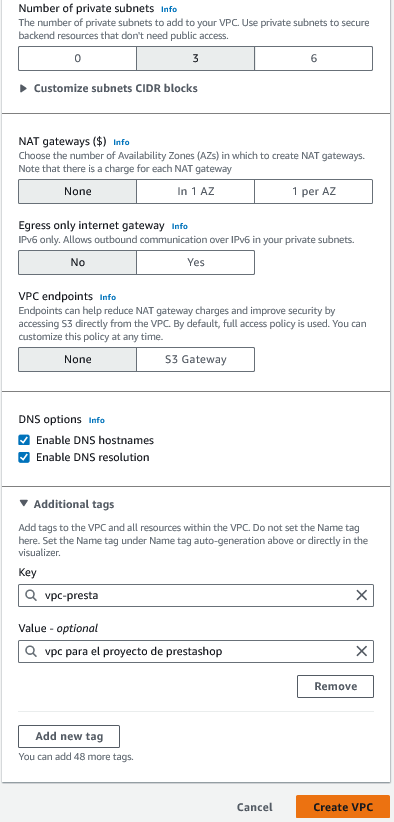 Number of private subnets Info
The number of private subnets to add to your VPC. Use private subnets to secure
backend resources that don't need public access.
0 3 6
Customize subnets CIDR blocks
NAT gateways ($) Info
Choose the number of Availability Zones (AZs) in which to create NAT gateways.
Note that there is a charge for each NAT gateway
None In 1 AZ 1 per AZ
Egress only internet gateway Info
IPv6 only. Allows outbound communication over IPv6 in your private subnets.
No Yes
VPC endpoints Info
Endpoints can help reduce NAT gateway charges and improve security by
accessing S3 directly from the VPC. By default, full access policy is used. You can
customize this policy at any time.
None S3 Gateway
DNS options Info
Enable DNS hostnames
Enable DNS resolution
Additional tags
Add tags to the VPC and all resources within the VPC. Do not set the Name tag
here. Set the Name tag under Name tag auto-generation above or directly in the
visualizer.
Key
vpc-presta
Value - optional
vpc para el proyecto de prestashop
Remove
Add new tag
You can add 48 more tags.
Cancel Create VPC